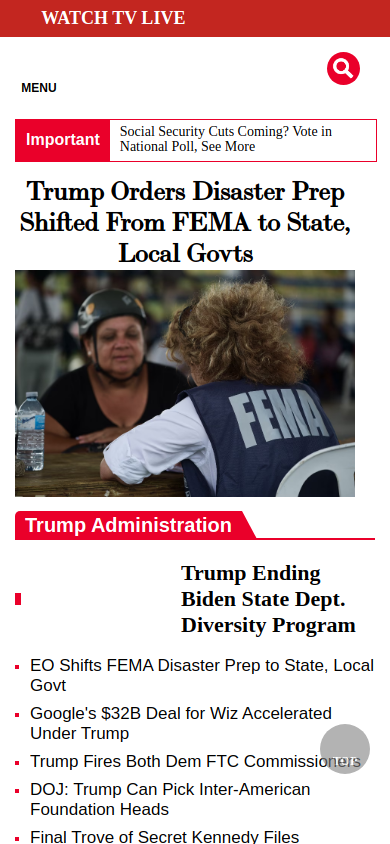 WATCH TV LIVE
MENU
Important
Social Security Cuts Coming? Vote in
National Poll, See More
Trump Orders Disaster Prep
Shifted From FEMA to State,
Local Govts
FEMA
Trump Administration
Trump Ending
Biden State Dept.
Diversity Program
EO Shifts FEMA Disaster Prep to State, Local
Govt
Google's $32B Deal for Wiz Accelerated
Under Trump
Trump Fires Both Dem FTC Commissioners
TOP
DOJ: Trump Can Pick Inter-American
Foundation Heads
Final Trove of Secret Kennedy Files